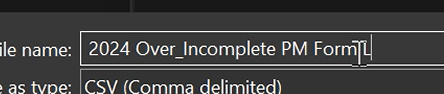 ile name: 2024 Over_Incomplete PM Form L
e as type: CSV (Comma delimited)